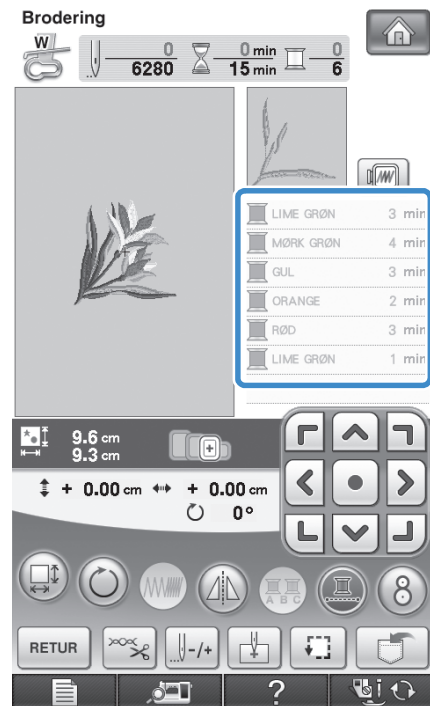 Brodering
W
0 0 min 0
6280 15 min 6
LIME GRØN 3 min
MØRK GRØN 4 min
GUL 3 min
ORANGE 2 min
RØD 3 min
LIME GRØN 1 min
9.6 cm
9.3 cm
+ 0.00 cm + 0.00 cm
0°
A B C
8
RETUR
-/+
?